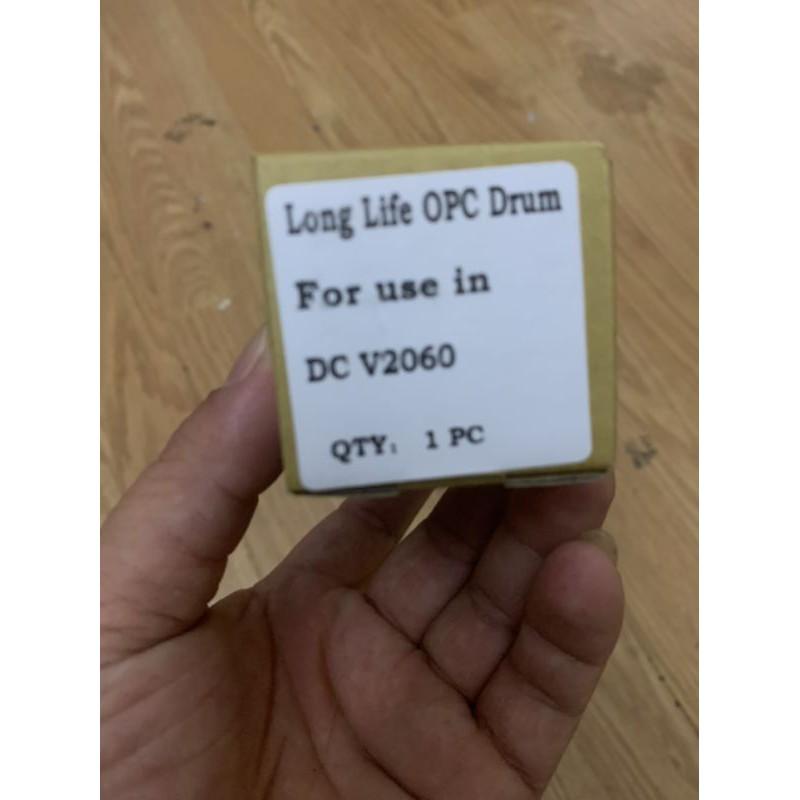 Long Life OPC Drum
For use in
DC V2060
QTY: 1 PC